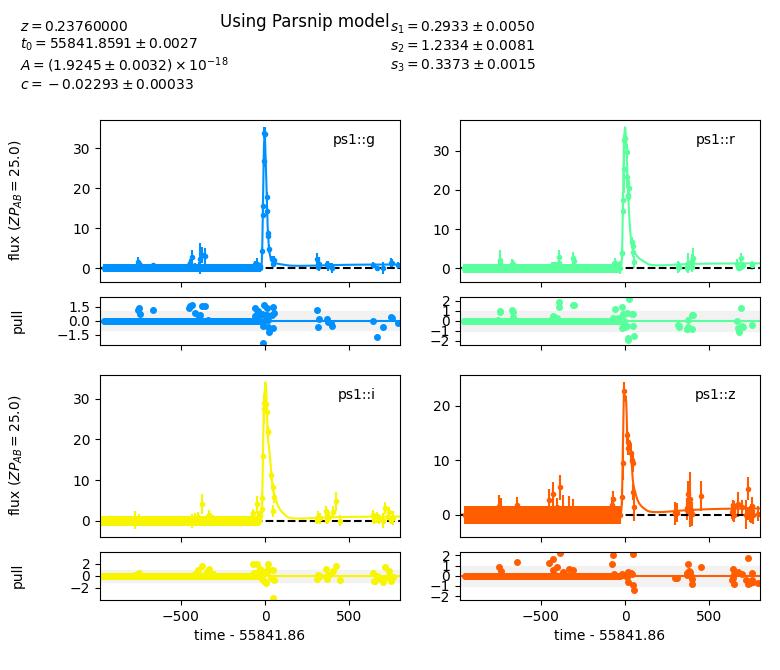 Using Parsnip model
z = 0.23760000
t0 = 55841.8591 ± 0.0027
A = (1.9245 ± 0.0032) × 10^−18
c = −0.02293 ± 0.00033
s1 = 0.2933 ± 0.0050
s2 = 1.2334 ± 0.0081
s3 = 0.3373 ± 0.0015
flux (ZP_AB = 25.0)
30
20
10
0
ps1::g
30
20
10
0
ps1::r
pull
1.5
0.0
−1.5
2
1
0
−1
−2
flux (ZP_AB = 25.0)
30
20
10
0
ps1::i
20
10
0
ps1::z
pull
2
0
−2
2
1
0
−1
−2
−500
0
500
time - 55841.86
−500
0
500
time - 55841.86